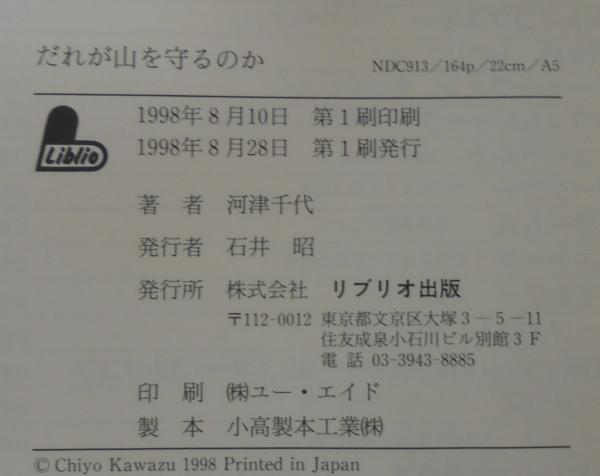 だれが山を守るのか
NDC913／164p／22cm／A5
Liblio
1998年8月10日　第1刷印刷
1998年8月28日　第1刷発行
著　者　河津千代
発行者　石井　昭
発行所　株式会社　リブリオ出版
〒112-0012 東京都文京区大塚3－5－11
住友成泉小石川ビル別館3F
電話 03-3943-8885
印　刷　㈱ユー・エイド
製　本　小高製本工業㈱
© Chiyo Kawazu 1998 Printed in Japan